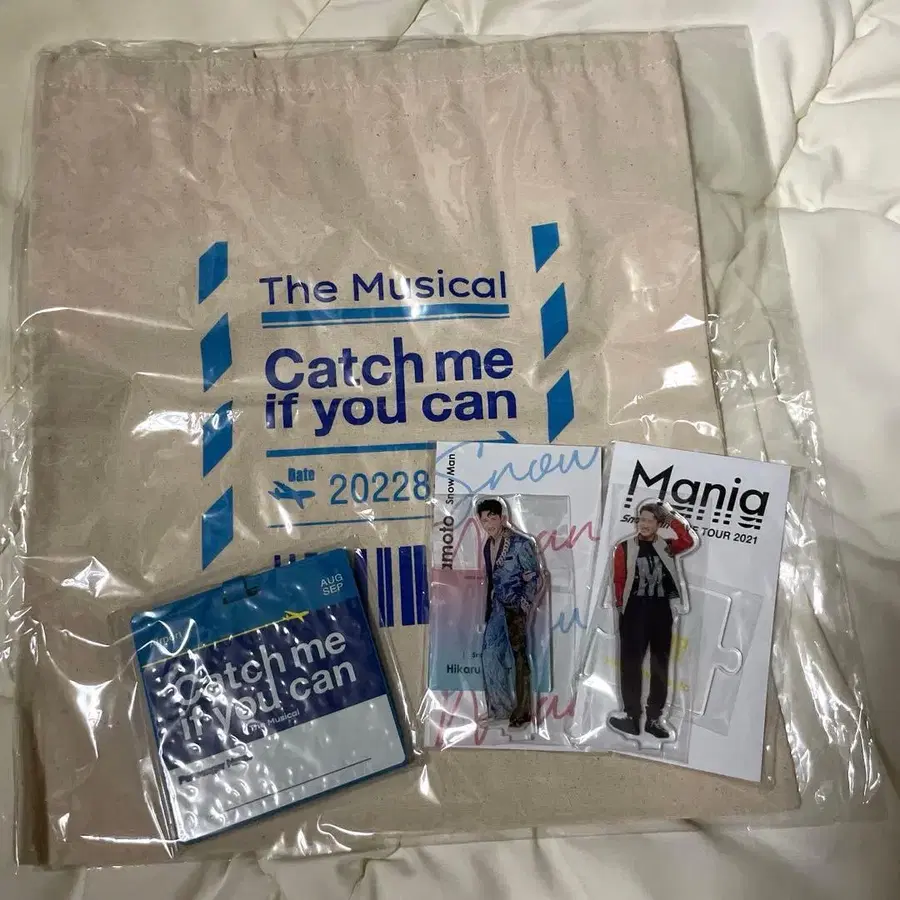 The Musical
Catch me
if you can
Date
20228
AUG
SEP
Catch me
if you can
The Musical
amoto Snow Man
Snow
Man
Hikaru
Mania
TOUR 2021
M